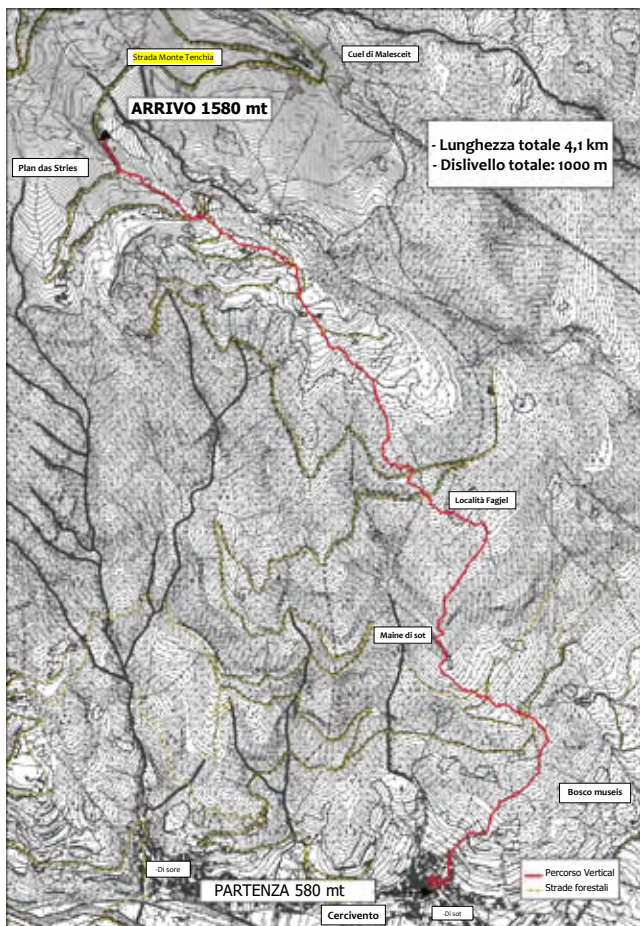 Strada Monte Tenchia
Cuel di Malesceit
ARRIVO 1580 mt
- Lunghezza totale 4,1 km
- Dislivello totale: 1000 m
Plan das Stries
Località Fagjel
Maine di sot
Bosco museis
-Di sore
Percorso Vertical
Strade forestali
PARTENZA 580 mt
Cercivento
-Di sot